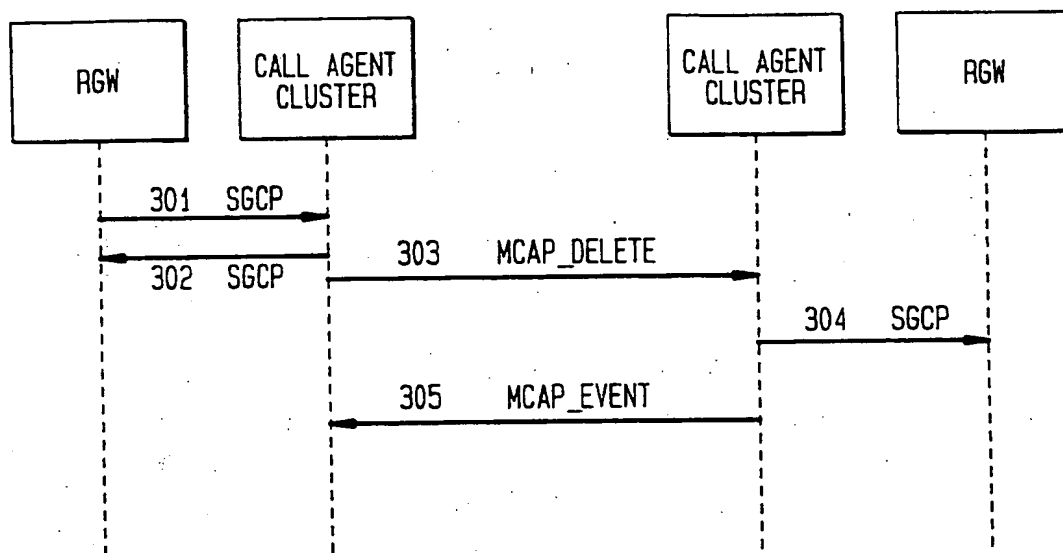 RGW
CALL AGENT
CLUSTER
CALL AGENT
CLUSTER
RGW
301 SGCP
302 SGCP
303 MCAP_DELETE
304 SGCP
305 MCAP_EVENT